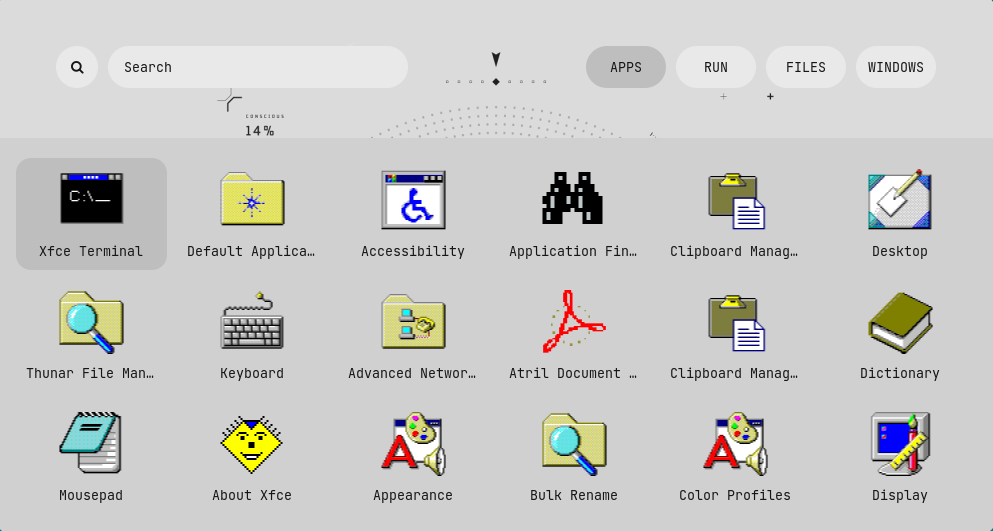 Search
APPS
RUN
FILES
WINDOWS
CONSCIOUS
14%
C:\_
Xfce Terminal
Default Applica…
Accessibility
Application Fin…
Clipboard Manag…
Desktop
Thunar File Man…
Keyboard
Advanced Networ…
Atril Document …
Clipboard Manag…
Dictionary
Mousepad
About Xfce
Appearance
Bulk Rename
Color Profiles
Display